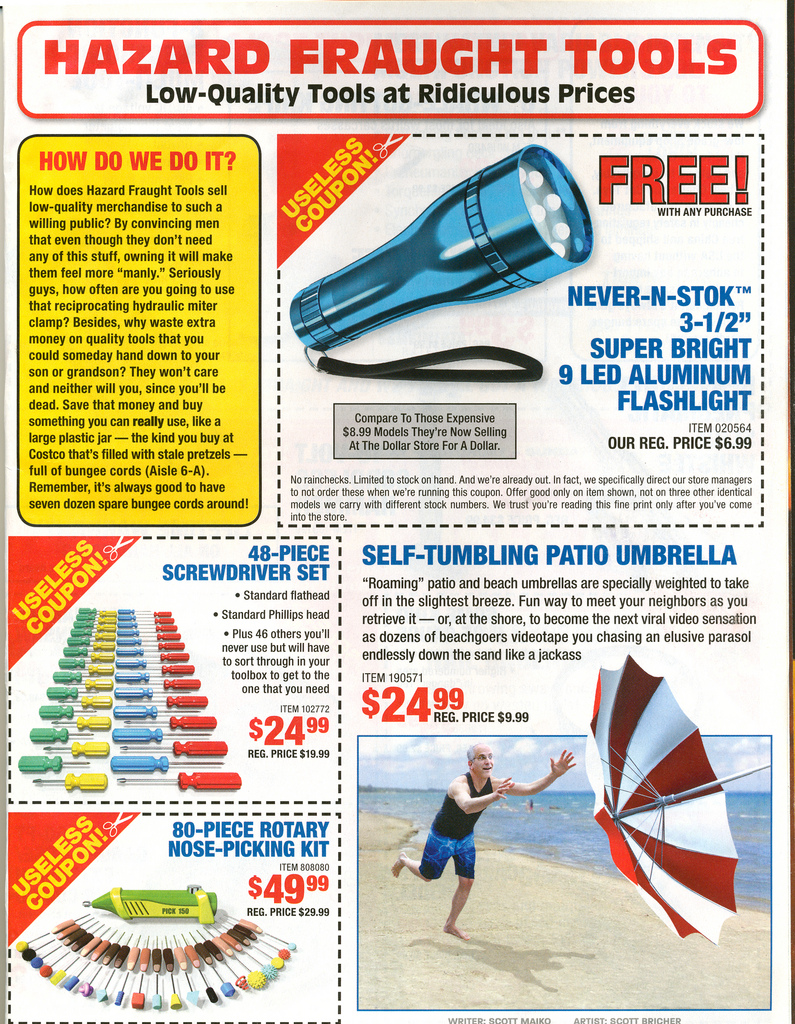 HAZARD FRAUGHT TOOLS
Low-Quality Tools at Ridiculous Prices
HOW DO WE DO IT?
How does Hazard Fraught Tools sell
low-quality merchandise to such a
willing public? By convincing men
that even though they don't need
any of this stuff, owning it will make
them feel more “manly.” Seriously
guys, how often are you going to use
that reciprocating hydraulic miter
clamp? Besides, why waste extra
money on quality tools that you
could someday hand down to your
son or grandson? They won't care
and neither will you, since you'll be
dead. Save that money and buy
something you can really use, like a
large plastic jar — the kind you buy at
Costco that's filled with stale pretzels —
full of bungee cords (Aisle 6-A).
Remember, it's always good to have
seven dozen spare bungee cords around!
USELESS
COUPON!
FREE!
WITH ANY PURCHASE
NEVER-N-STOK™
3-1/2”
SUPER BRIGHT
9 LED ALUMINUM
FLASHLIGHT
ITEM 020564
OUR REG. PRICE $6.99
Compare To Those Expensive
$8.99 Models They're Now Selling
At The Dollar Store For A Dollar.
No rainchecks. Limited to stock on hand. And we're already out. In fact, we specifically direct our store managers
to not order these when we're running this coupon. Offer good only on item shown, not on three other identical
models we carry with different stock numbers. We trust you're reading this fine print only after you've come
into the store.
USELESS
COUPON!
48-PIECE
SCREWDRIVER SET
• Standard flathead
• Standard Phillips head
• Plus 46 others you'll
never use but will have
to sort through in your
toolbox to get to the
one that you need
ITEM 102772
$24 99
REG. PRICE $19.99
SELF-TUMBLING PATIO UMBRELLA
“Roaming” patio and beach umbrellas are specially weighted to take
off in the slightest breeze. Fun way to meet your neighbors as you
retrieve it — or, at the shore, to become the next viral video sensation
as dozens of beachgoers videotape you chasing an elusive parasol
endlessly down the sand like a jackass
ITEM 190571
$24 99
REG. PRICE $9.99
USELESS
COUPON!
80-PIECE ROTARY
NOSE-PICKING KIT
ITEM 808080
$49 99
REG. PRICE $29.99
PICK 150
WRITER: SCOTT MAIKO ARTIST: SCOTT BRICHER